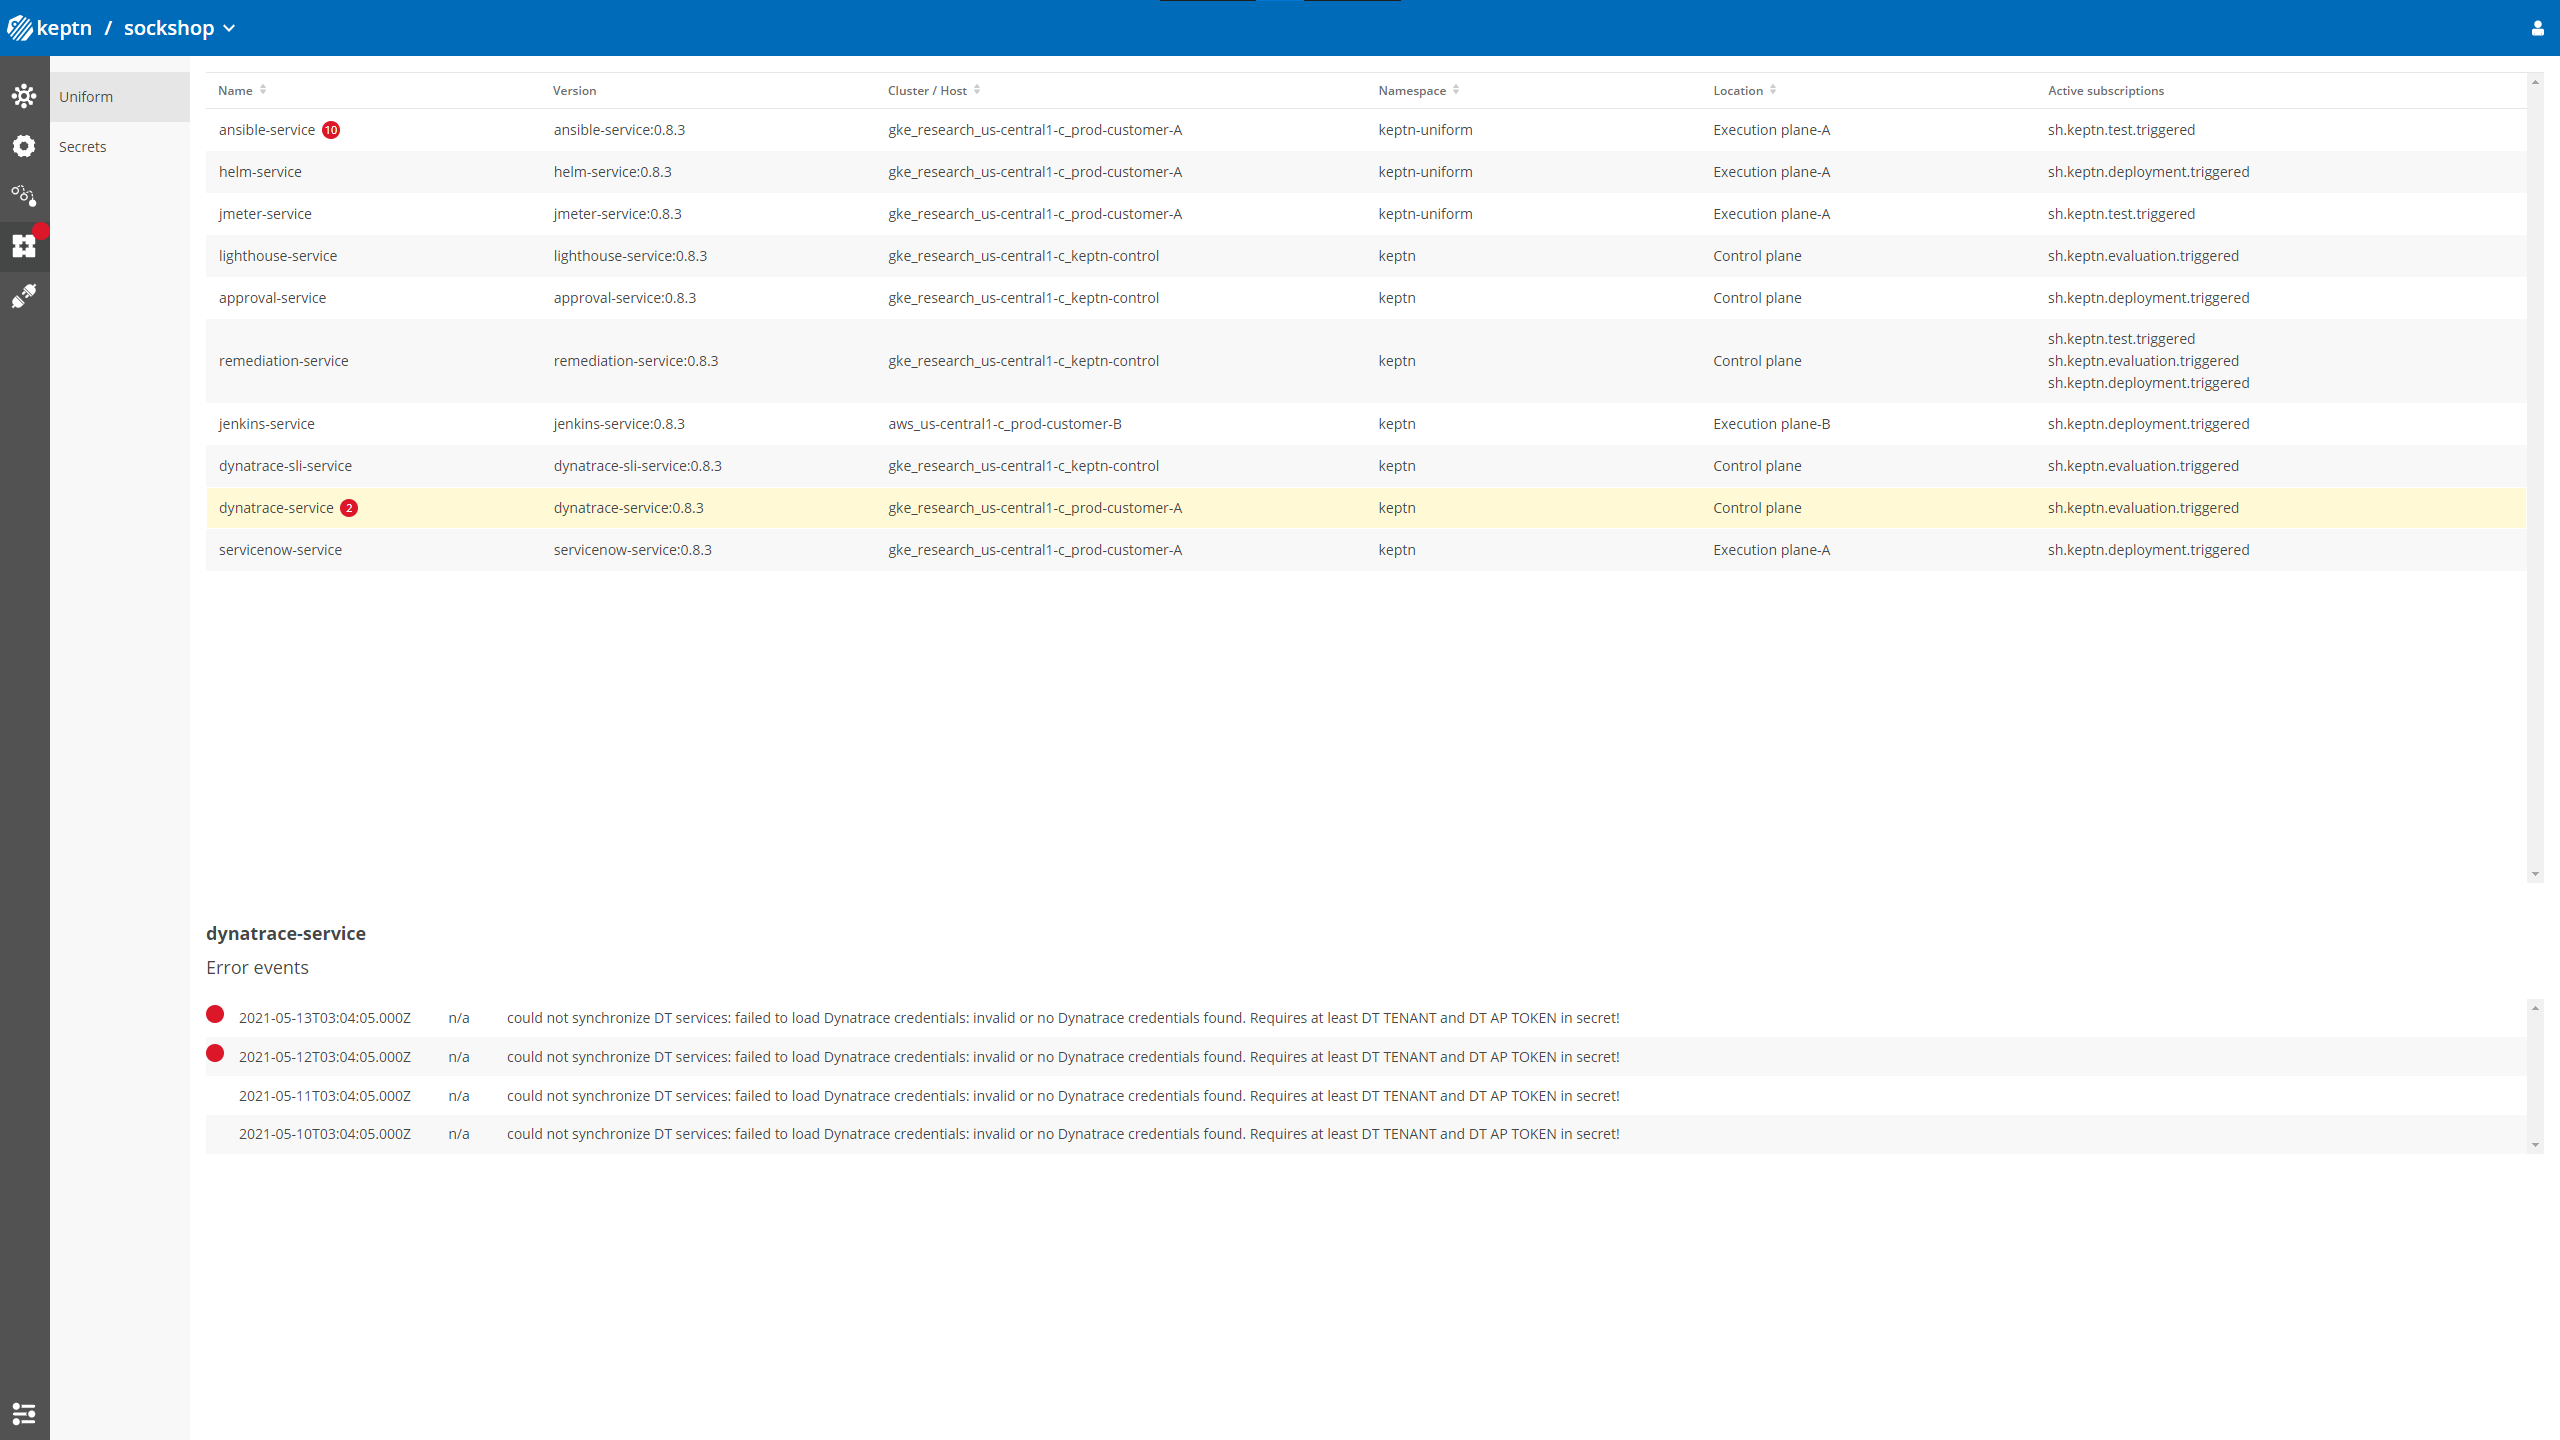 keptn / sockshop
Uniform
Secrets
Name Version Cluster / Host Namespace Location Active subscriptions
ansible-service 10 ansible-service:0.8.3 gke_research_us-central1-c_prod-customer-A keptn-uniform Execution plane-A sh.keptn.test.triggered
helm-service helm-service:0.8.3 gke_research_us-central1-c_prod-customer-A keptn-uniform Execution plane-A sh.keptn.deployment.triggered
jmeter-service jmeter-service:0.8.3 gke_research_us-central1-c_prod-customer-A keptn-uniform Execution plane-A sh.keptn.test.triggered
lighthouse-service lighthouse-service:0.8.3 gke_research_us-central1-c_keptn-control keptn Control plane sh.keptn.evaluation.triggered
approval-service approval-service:0.8.3 gke_research_us-central1-c_keptn-control keptn Control plane sh.keptn.deployment.triggered
sh.keptn.test.triggered
remediation-service remediation-service:0.8.3 gke_research_us-central1-c_keptn-control keptn Control plane sh.keptn.evaluation.triggered
sh.keptn.deployment.triggered
jenkins-service jenkins-service:0.8.3 aws_us-central1-c_prod-customer-B keptn Execution plane-B sh.keptn.deployment.triggered
dynatrace-sli-service dynatrace-sli-service:0.8.3 gke_research_us-central1-c_keptn-control keptn Control plane sh.keptn.evaluation.triggered
dynatrace-service 2 dynatrace-service:0.8.3 gke_research_us-central1-c_prod-customer-A keptn Control plane sh.keptn.evaluation.triggered
servicenow-service servicenow-service:0.8.3 gke_research_us-central1-c_prod-customer-A keptn Execution plane-A sh.keptn.deployment.triggered
dynatrace-service
Error events
2021-05-13T03:04:05.000Z n/a could not synchronize DT services: failed to load Dynatrace credentials: invalid or no Dynatrace credentials found. Requires at least DT TENANT and DT AP TOKEN in secret!
2021-05-12T03:04:05.000Z n/a could not synchronize DT services: failed to load Dynatrace credentials: invalid or no Dynatrace credentials found. Requires at least DT TENANT and DT AP TOKEN in secret!
2021-05-11T03:04:05.000Z n/a could not synchronize DT services: failed to load Dynatrace credentials: invalid or no Dynatrace credentials found. Requires at least DT TENANT and DT AP TOKEN in secret!
2021-05-10T03:04:05.000Z n/a could not synchronize DT services: failed to load Dynatrace credentials: invalid or no Dynatrace credentials found. Requires at least DT TENANT and DT AP TOKEN in secret!